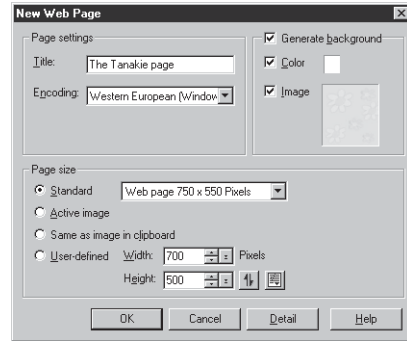 New Web Page
Page settings
Title: The Tanakie page
Encoding: Western European (Window
Generate background
Color
Image
Page size
Standard Web page 750 x 550 Pixels
Active image
Same as image in clipboard
User-defined Width: 700 Pixels
Height: 500
OK Cancel Detail Help